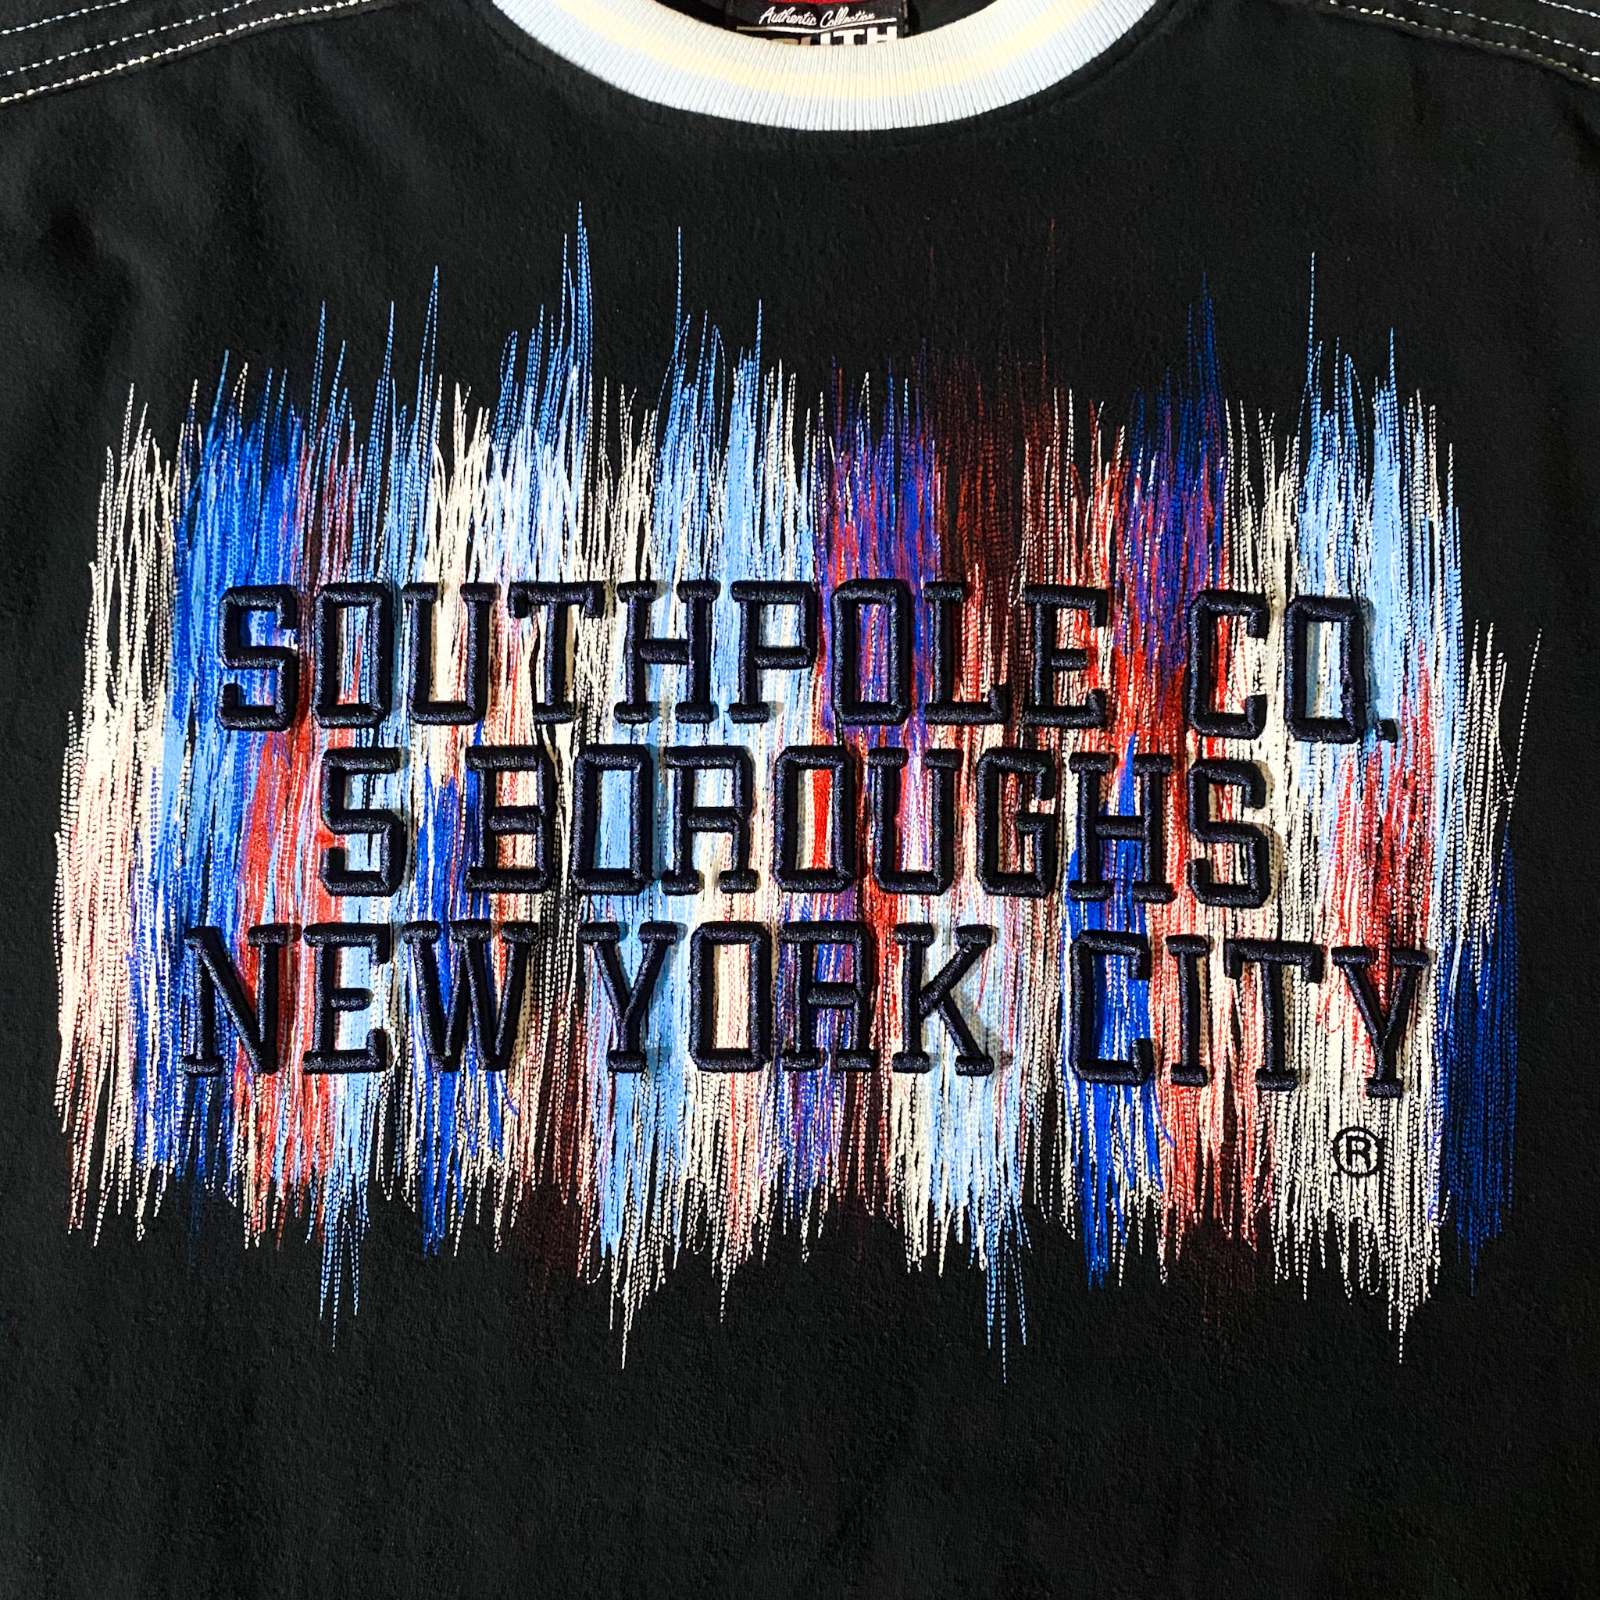 Authentic Collection
SOUTHPOLE CO.
5 BOROUGHS
NEW YORK CITY
®